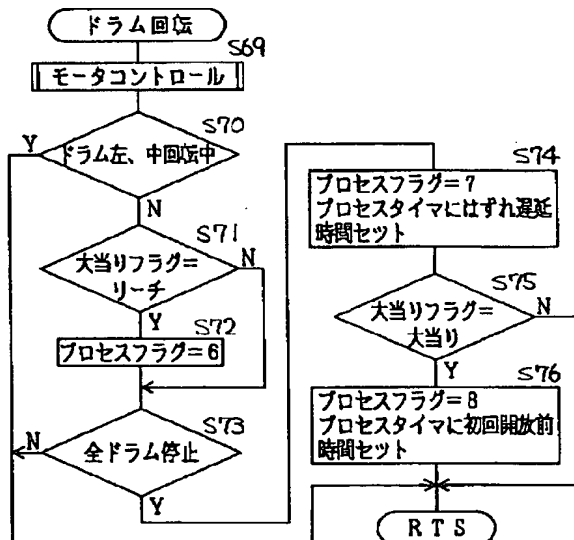 ドラム回転
S69
モータコントロール
S70
Y
ドラム左、中回転中
N
S71
大当りフラグ=
リーチ
N
Y
S72
プロセスフラグ=6
S73
N
全ドラム停止
Y
S74
プロセスフラグ=7
プロセスタイマにはずれ遅延
時間セット
S75
大当りフラグ=
大当り
N
Y
S76
プロセスフラグ=8
プロセスタイマに初回開放前
時間セット
RTS